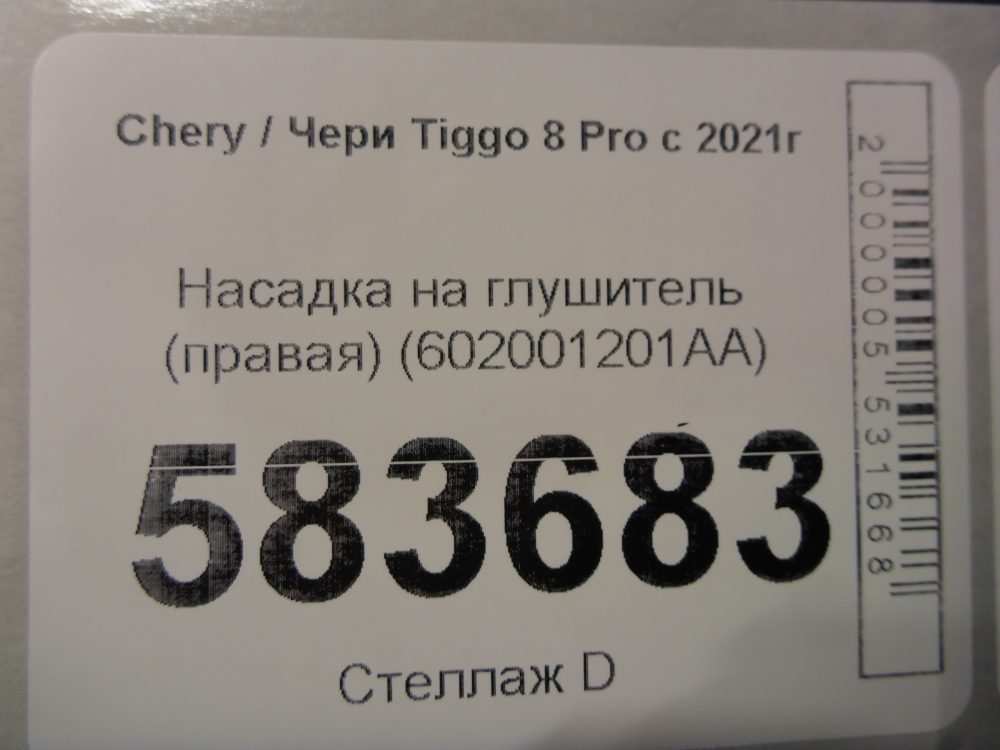 Chery / Чери Tiggo 8 Pro с 2021г
Насадка на глушитель
(правая) (602001201AA)
583683
Стеллаж D
2000005531668